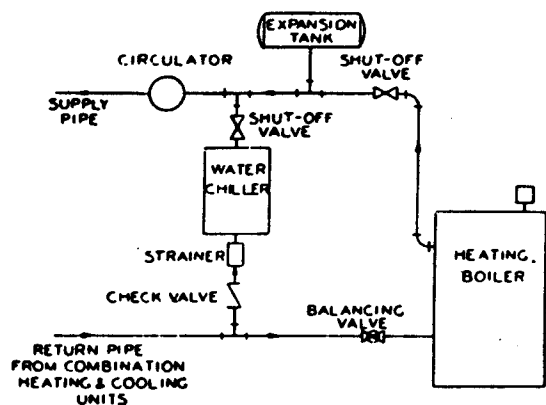 EXPANSION
TANK
CIRCULATOR
SHUT-OFF
VALVE
SUPPLY
PIPE
SHUT-OFF
VALVE
WATER
CHILLER
STRAINER
HEATING.
BOILER
CHECK VALVE
BALANCING
VALVE
RETURN PIPE
FROM COMBINATION
HEATING & COOLING
UNITS